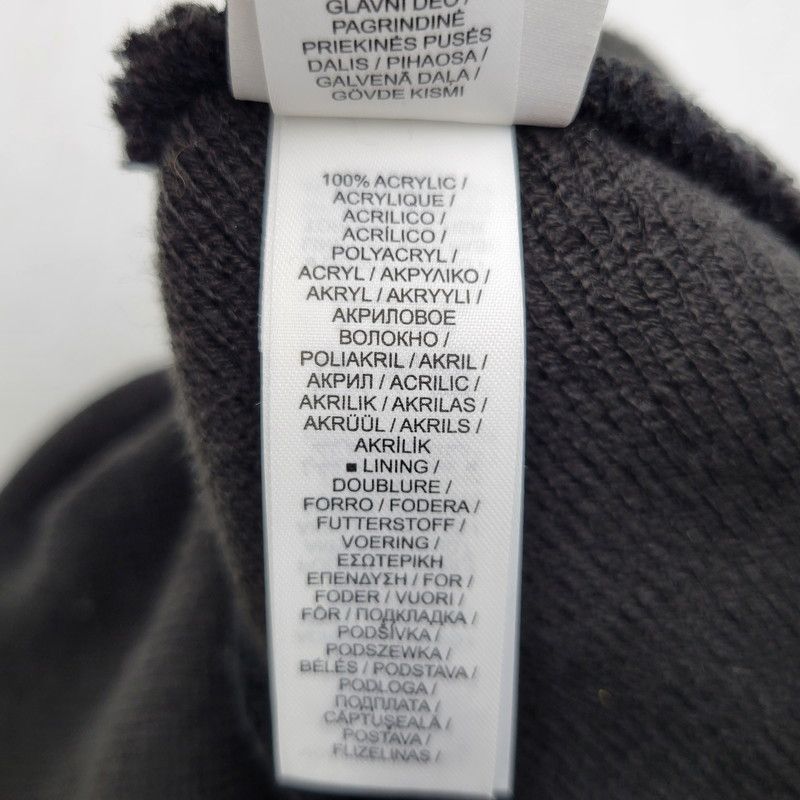 GLAVNI DEO /
PAGRINDINĖ
PRIEKINĖS PUSĖS
DALIS / PIHAOSA /
GALVENĀ DAĻA /
GÖVDE KISMI
100% ACRYLIC /
ACRYLIQUE /
ACRILICO /
ACRÍLICO /
POLYACRYL /
ACRYL / ΑΚΡΥΛΙΚΟ /
AKRYL / AKRYYLI /
АКРИЛОВОЕ
ВОЛОКНО /
POLIAKRIL / AKRIL /
АКРИЛ / ACRILIC /
AKRILIK / AKRILAS /
AKRÜÜL / AKRILS /
AKRİLİK
■ LINING /
DOUBLURE /
FORRO / FODERA /
FUTTERSTOFF /
VOERING /
ΕΣΩΤΕΡΙΚΗ
ΕΠΕΝΔΥΣΗ / FOR /
FODER / VUORI /
FÔR / ПОДКЛАДКА /
PODŠÍVKA /
PODSZEWKA /
BÉLÉS / PODSTAVA /
PODLOGA /
ПОДПЛАТА /
CĂPTUŞEALĂ /
POSTAVA /
FLIZELINAS /